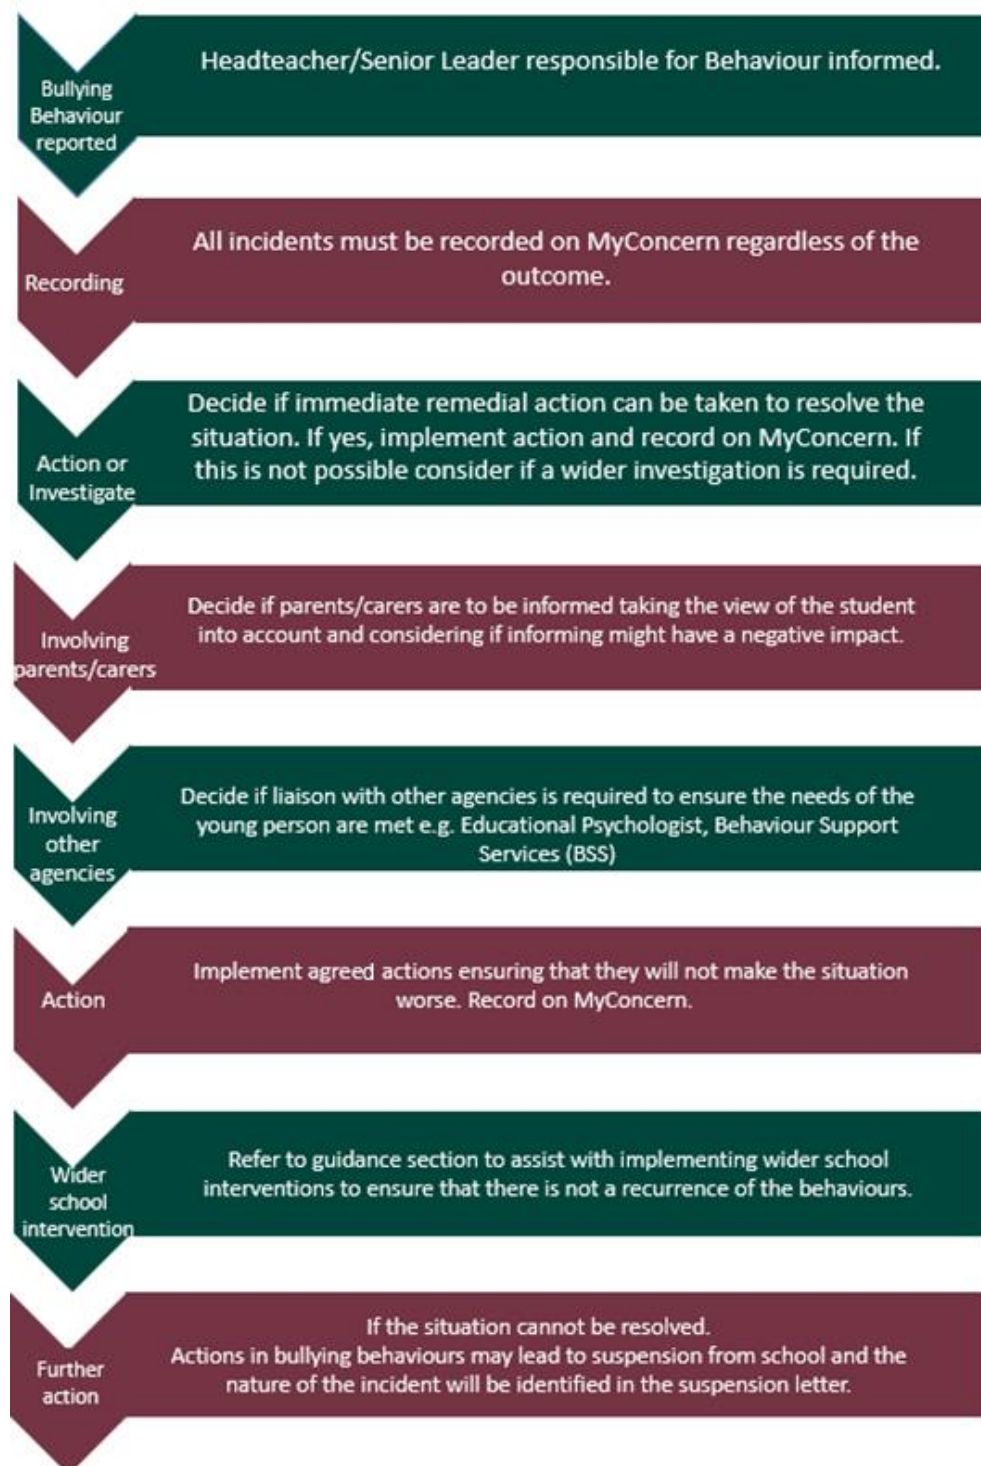 Bullying
Behaviour
reported
Headteacher/Senior Leader responsible for Behaviour informed.
Recording
All incidents must be recorded on MyConcern regardless of the
outcome.
Action or
Investigate
Decide if immediate remedial action can be taken to resolve the
situation. If yes, implement action and record on MyConcern. If
this is not possible consider if a wider investigation is required.
Involving
parents/carers
Decide if parents/carers are to be informed taking the view of the student
into account and considering if informing might have a negative impact.
Involving
other
agencies
Decide if liaison with other agencies is required to ensure the needs of the
young person are met e.g. Educational Psychologist, Behaviour Support
Services (BSS)
Action
Implement agreed actions ensuring that they will not make the situation
worse. Record on MyConcern.
Wider
school
intervention
Refer to guidance section to assist with implementing wider school
interventions to ensure that there is not a recurrence of the behaviours.
Further
action
If the situation cannot be resolved.
Actions in bullying behaviours may lead to suspension from school and the
nature of the incident will be identified in the suspension letter.